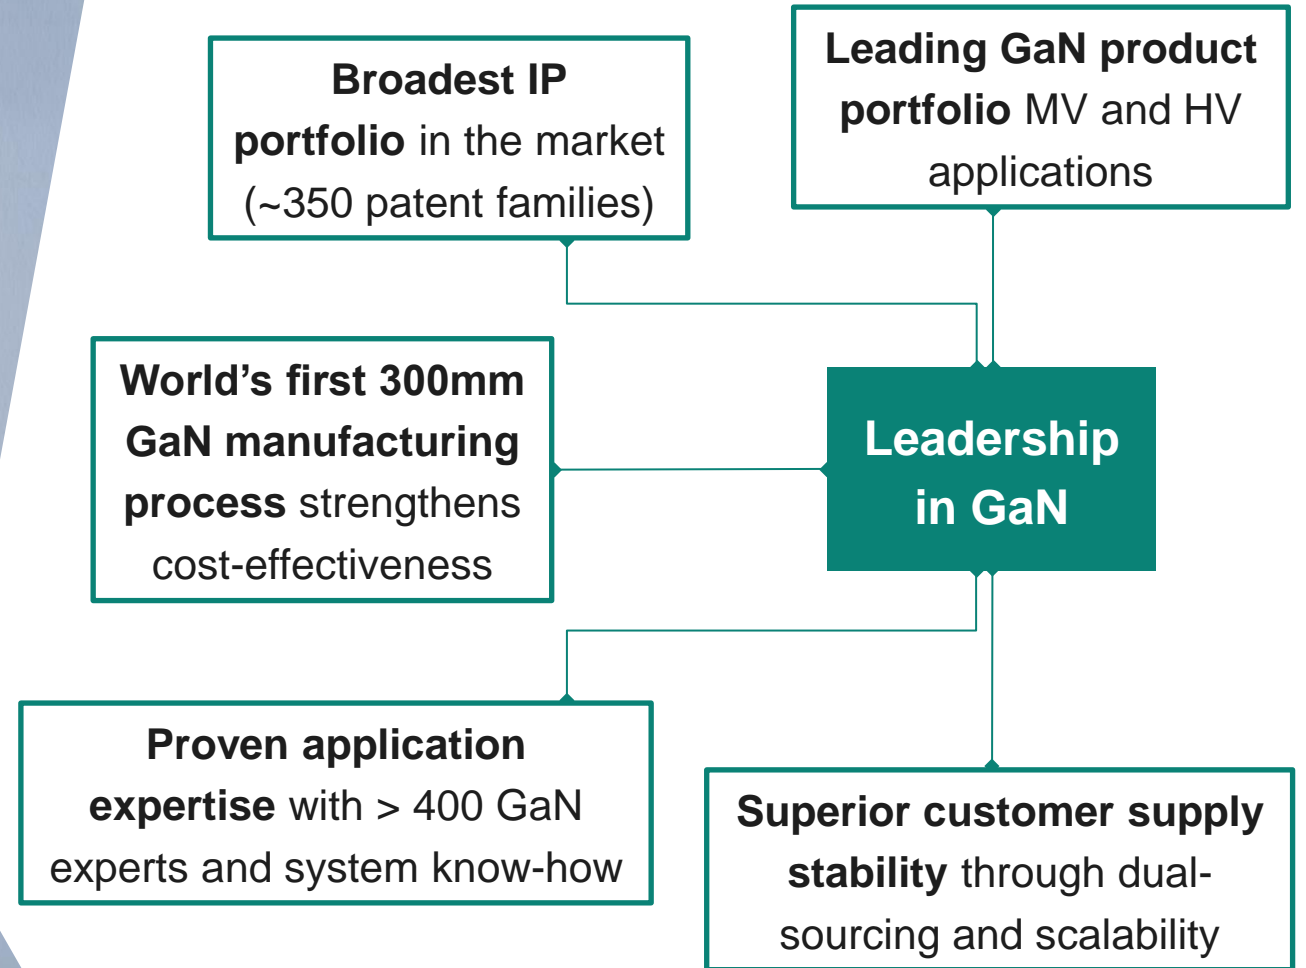 Broadest IP
portfolio in the market
(~350 patent families)
Leading GaN product
portfolio MV and HV
applications
World’s first 300mm
GaN manufacturing
process strengthens
cost-effectiveness
Leadership
in GaN
Proven application
expertise with > 400 GaN
experts and system know-how
Superior customer supply
stability through dual-
sourcing and scalability